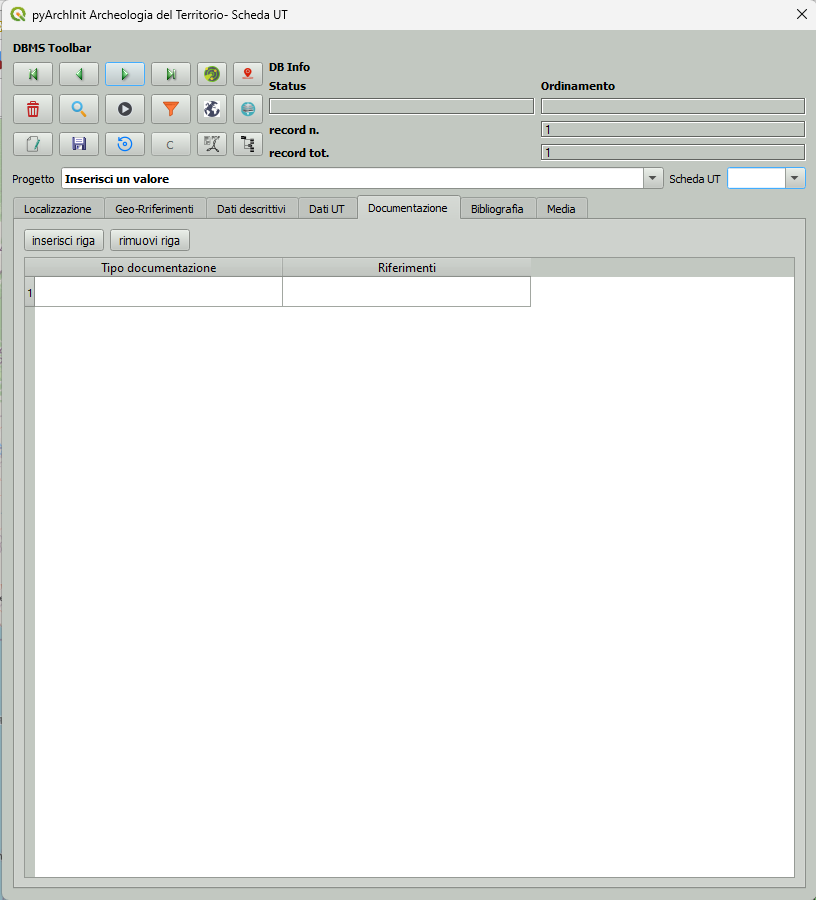 pyArchInit Archeologia del Territorio- Scheda UT
DBMS Toolbar
DB Info
Status
Ordinamento
C
record n.
1
record tot.
1
Progetto
Inserisci un valore
Scheda UT
Localizzazione
Geo-Rriferimenti
Dati descrittivi
Dati UT
Documentazione
Bibliografia
Media
inserisci riga
rimuovi riga
Tipo documentazione
Riferimenti
1